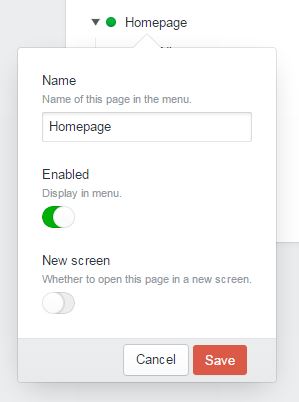 Homepage
Name
Name of this page in the menu.
Homepage
Enabled
Display in menu.
New screen
Whether to open this page in a new screen.
Cancel Save